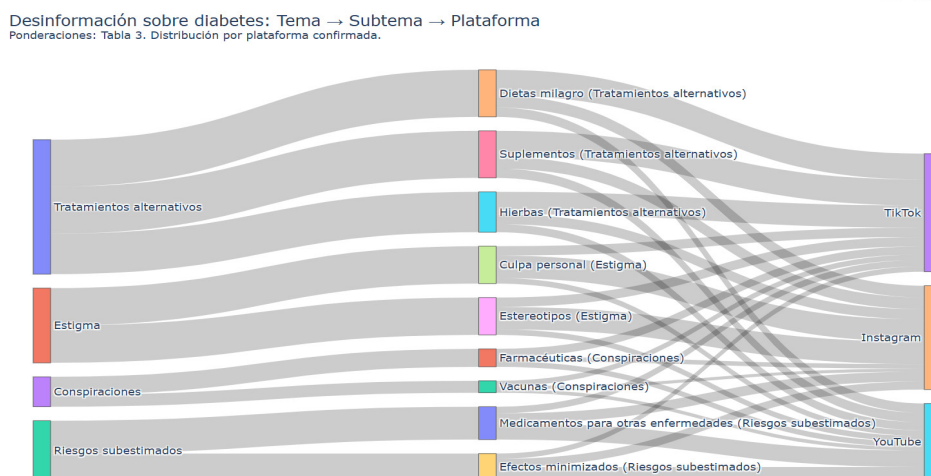 Desinformación sobre diabetes: Tema → Subtema → Plataforma
Ponderaciones: Tabla 3. Distribución por plataforma confirmada.
Dietas milagro (Tratamientos alternativos)
Suplementos (Tratamientos alternativos)
Tratamientos alternativos
Hierbas (Tratamientos alternativos)
TikTok
Culpa personal (Estigma)
Estereotipos (Estigma)
Estigma
Instagram
Farmacéuticas (Conspiraciones)
Vacunas (Conspiraciones)
Conspiraciones
Medicamentos para otras enfermedades (Riesgos subestimados)
YouTube
Riesgos subestimados
Efectos minimizados (Riesgos subestimados)